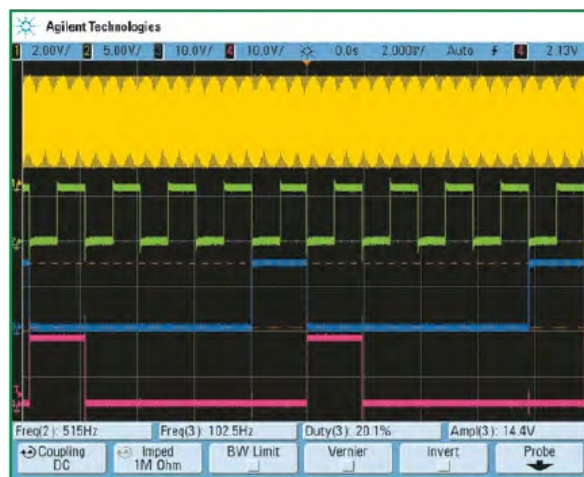 Agilent Technologies
1 2.00V/ 2 5.00V/ 3 10.0V/ 4 10.0V/ 0.0s 2.000s/ Auto 4 2.13V
Freq(2): 515Hz Freq(3): 102.5Hz Duty(3): 20.1% Ampl(3): 14.4V
Coupling Imped BW Limit Vernier Invert Probe
DC 1M Ohm